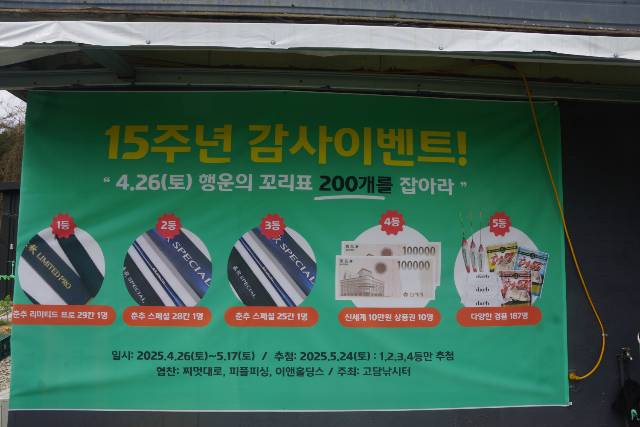 15주년 감사이벤트!
“ 4.26(토) 행운의 꼬리표 200개를 잡아라 ”
1등
2등
3등
4등
5등
LIMITED PRO
K SPECIAL
SPECIAL
100000
100000
춘추 리미티드 프로 29칸 1명
춘추 스페셜 28칸 1명
춘추 스페셜 25칸 1명
신세계 10만원 상품권 10명
다양한 경품 187명
일시: 2025.4.26(토)~5.17(토) / 추첨: 2025.5.24(토) : 1,2,3,4등만 추첨
협찬: 찌멋대로, 피플피싱, 이앤홀딩스 / 주최: 고담낚시터